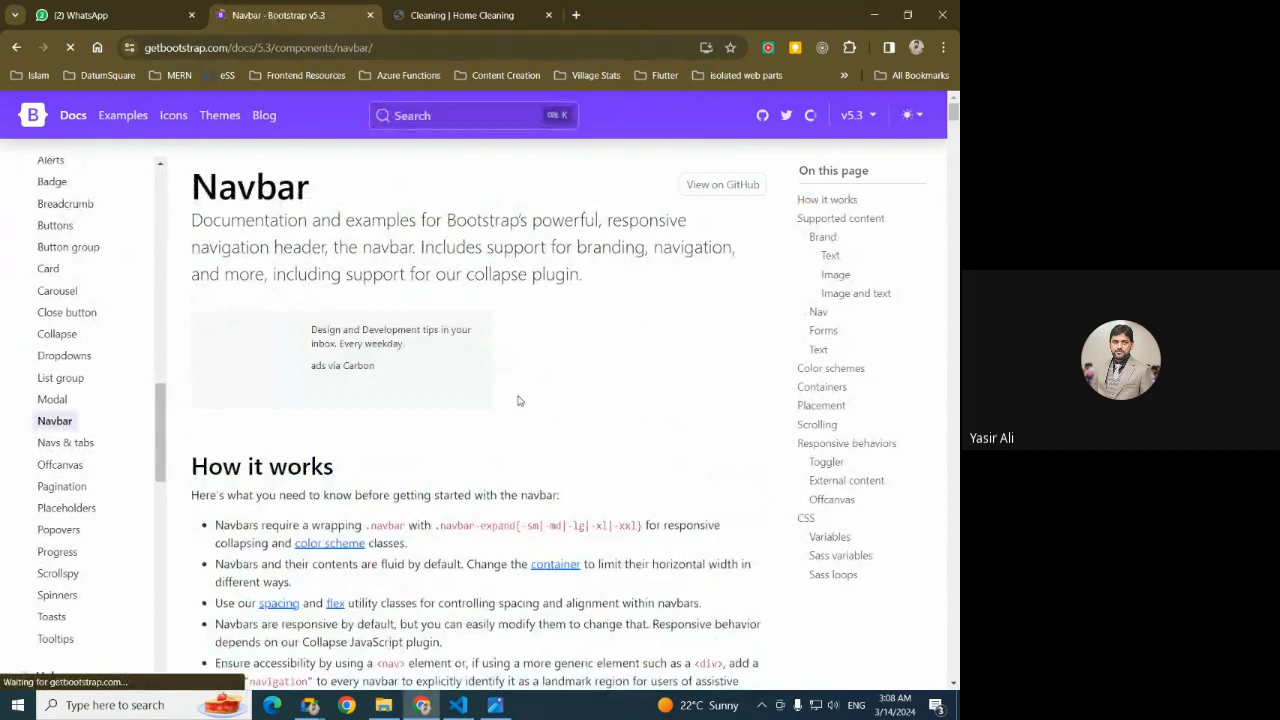 (2) WhatsApp
Navbar · Bootstrap v5.3
Cleaning | Home Cleaning
getbootstrap.com/docs/5.3/components/navbar/
Islam
DatumSquare
MERN
eSS
Frontend Resources
Azure Functions
Content Creation
Village Stats
Flutter
isolated web parts
All Bookmarks
Docs
Examples
Icons
Themes
Blog
Search
Ctrl K
v5.3
Alerts
Badge
Breadcrumb
Buttons
Button group
Card
Carousel
Close button
Collapse
Dropdowns
List group
Modal
Navbar
Navs & tabs
Offcanvas
Pagination
Placeholders
Popovers
Progress
Scrollspy
Spinners
Toasts
Tooltips
Navbar
View on GitHub
Documentation and examples for Bootstrap's powerful, responsive
navigation header, the navbar. Includes support for branding, navigation,
and more, including support for our collapse plugin.
Design and Development tips in your
inbox. Every weekday.
ads via Carbon
How it works
Here's what you need to know before getting started with the navbar:
• Navbars require a wrapping .navbar with .navbar-expand{-sm|-md|-lg|-xl|-xxl} for responsive
collapsing and color scheme classes.
• Navbars and their contents are fluid by default. Change the container to limit their horizontal width in
different ways.
• Use our spacing and flex utility classes for controlling spacing and alignment within navbars.
• Navbars are responsive by default, but you can easily modify them to change that. Responsive behavior
depends on our Collapse JavaScript plugin.
• Ensure accessibility by using a <nav> element or, if using a more generic element such as a <div>, add a
"navigation" to every navbar to explicitly identify it as a landmark region for users of assistive
On this page
How it works
Supported content
Brand
Text
Image
Image and text
Nav
Forms
Text
Color schemes
Containers
Placement
Scrolling
Responsive behaviors
Toggler
External content
Offcanvas
CSS
Variables
Sass variables
Sass loops
Yasir Ali
Waiting for getbootstrap.com...
Type here to search
22°C Sunny
ENG
3:08 AM
3/14/2024
3